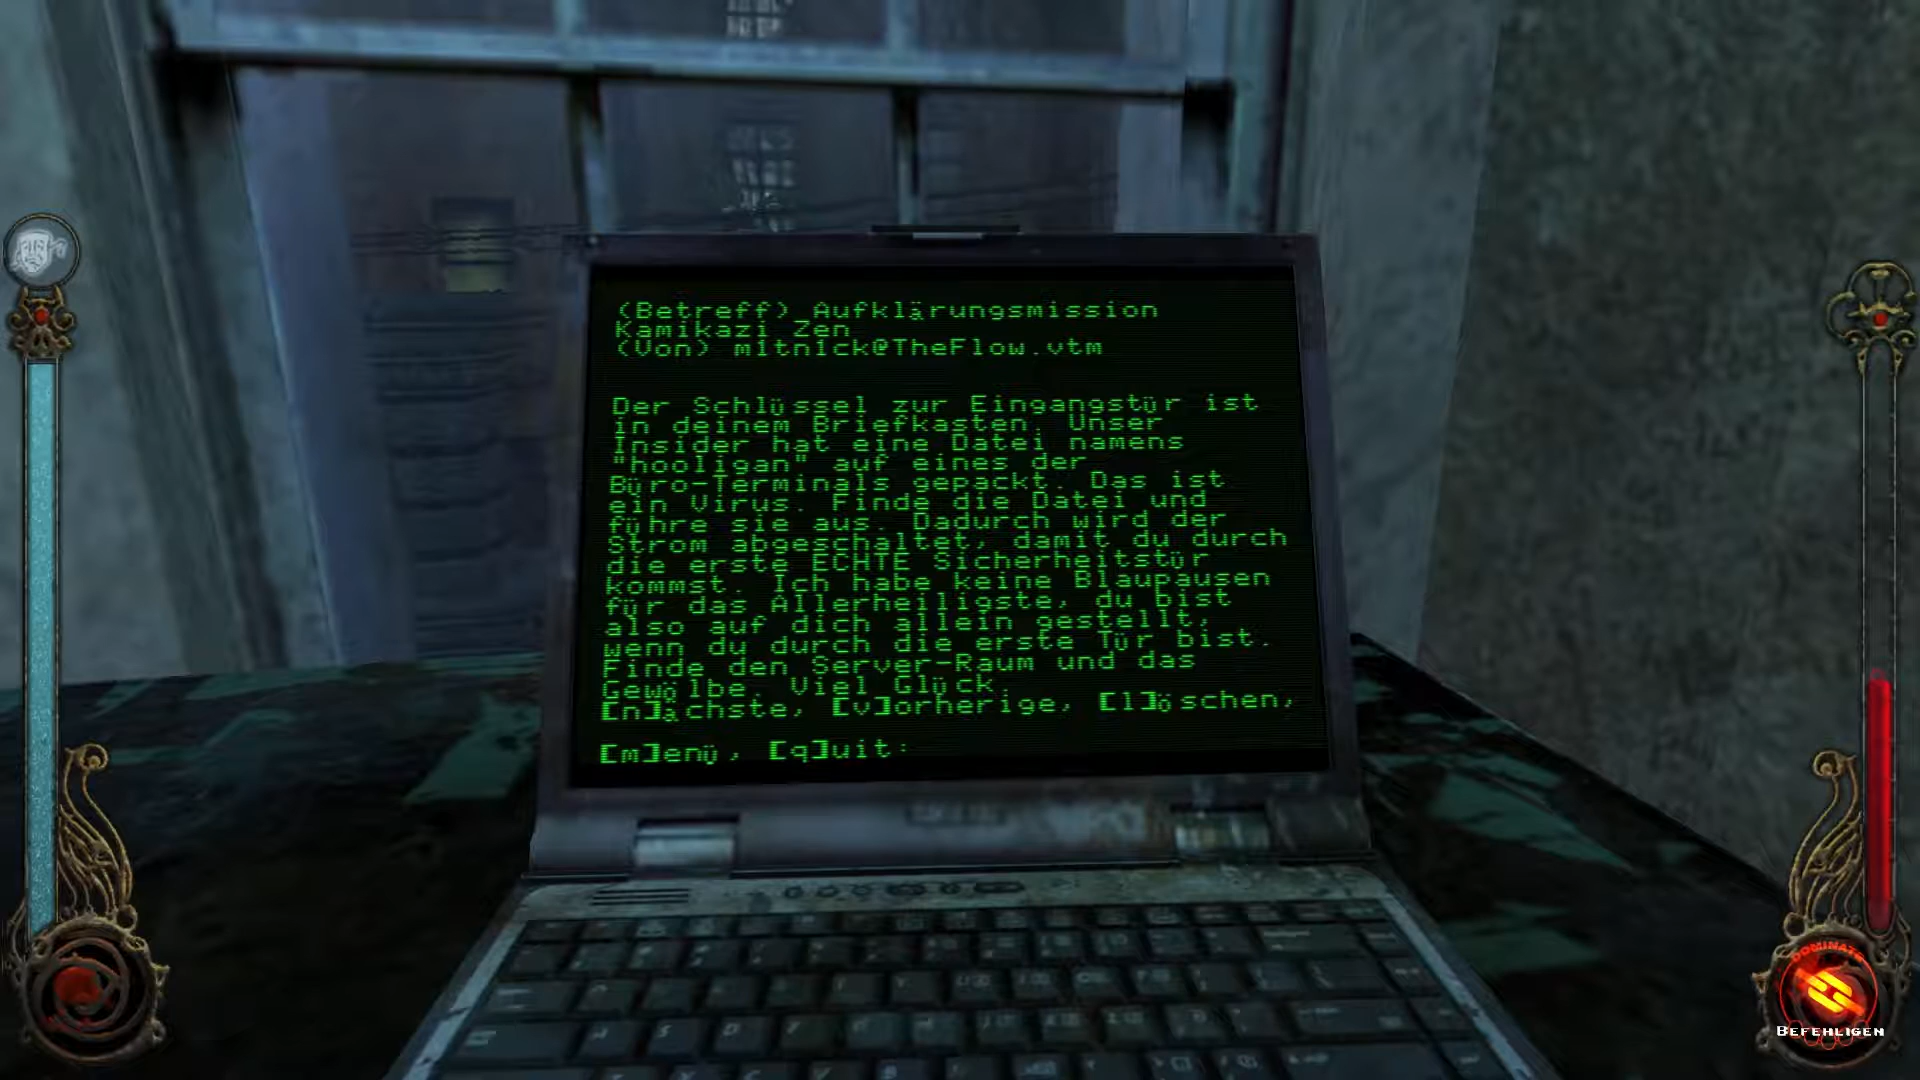 (Betreff) Aufklärungsmission
Kamikazi Zen
(Von) mitnick@TheFlow.vtm
Der Schlüssel zur Eingangstür ist
in deinem Briefkasten. Unser
Insider hat eine Datei namens
"hooligan" auf eines der
Büro-Terminals gepackt. Das ist
ein Virus. Finde die Datei und
führe sie aus. Dadurch wird der
Strom abgeschaltet, damit du durch
die erste ECHTE Sicherheitstür
kommst. Ich habe keine Blaupausen
für das Allerheiligste, du bist
also auf dich allein gestellt,
wenn du durch die erste Tür bist.
Finde den Server-Raum und das
Gewölbe. Viel Glück
[n]ächste, [v]orherige, [l]öschen,
[m]enü, [q]uit:
DOMINATE
BEFEHLIGEN